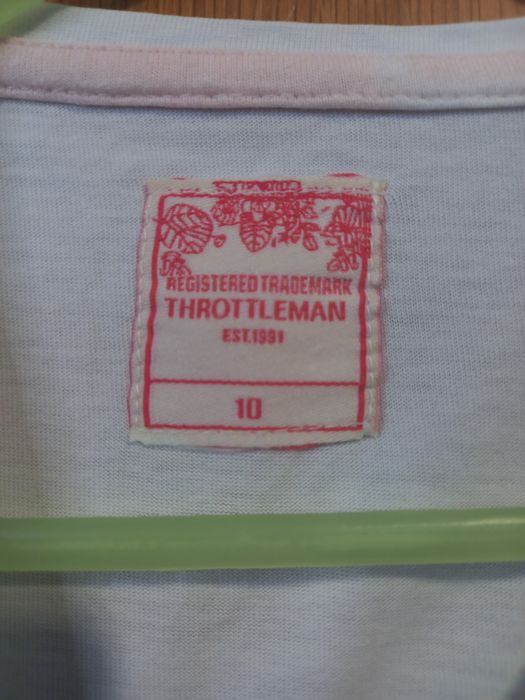 REGISTERED TRADEMARK
THROTTLEMAN
EST.1991
10